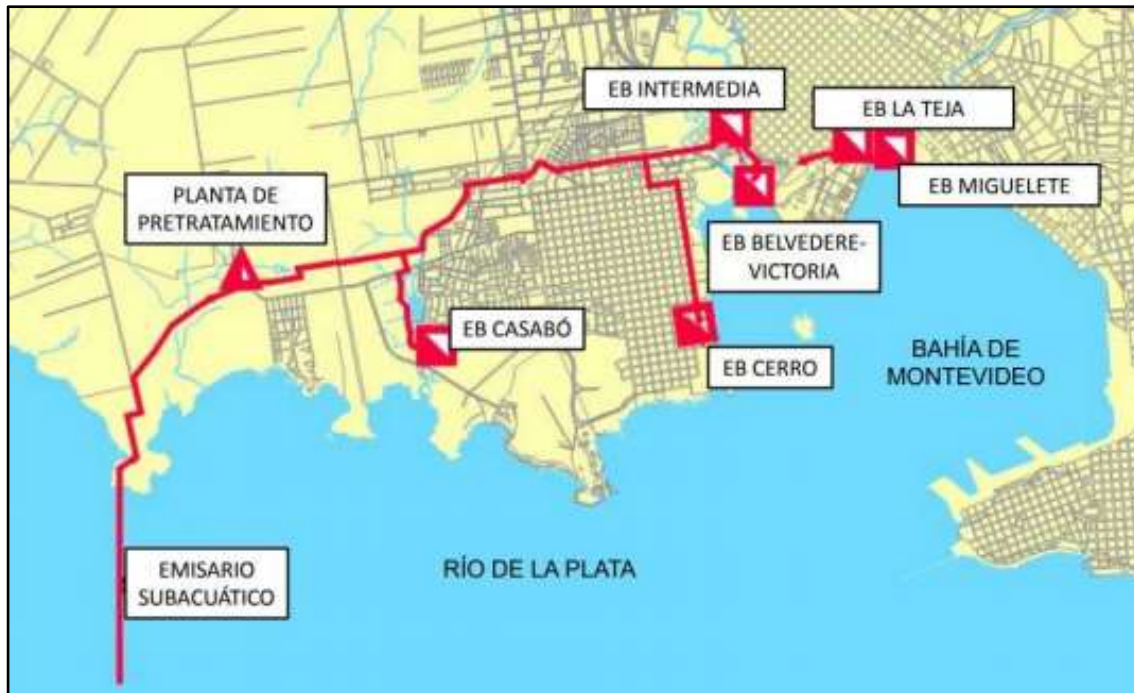 EB INTERMEDIA
EB LA TEJA
PLANTA DE
PRETRATAMIENTO
EB MIGUELETE
EB BELVEDERE-
VICTORIA
EB CASABÓ
EB CERRO
BAHÍA DE
MONTEVIDEO
EMISARIO
SUBACUÁTICO
RÍO DE LA PLATA